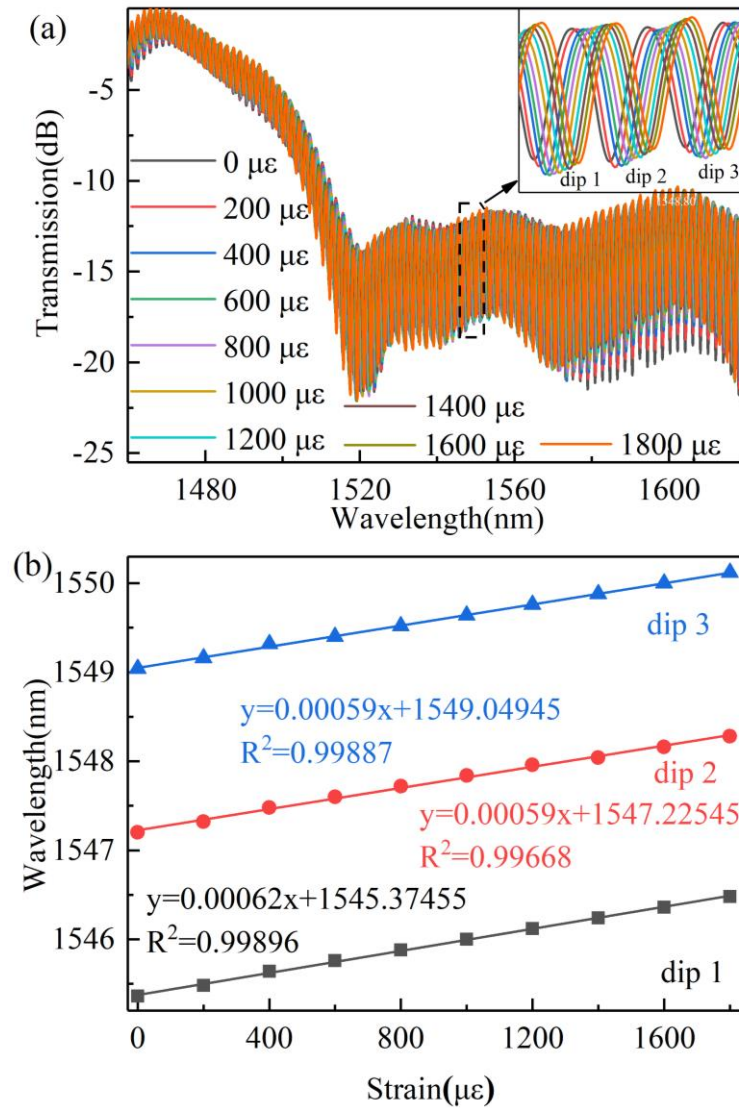 (a)
Transmission(dB)
-5
-10
-15
-20
-25
0 με
200 με
400 με
600 με
800 με
1000 με
1200 με
1400 με
1600 με
1800 με
dip 1 dip 2 dip 3
1548.80
1480 1520 1560 1600
Wavelength(nm)
(b)
Wavelength(nm)
1550
1549
1548
1547
1546
dip 3
y=0.00059x+1549.04945
R²=0.99887
dip 2
y=0.00059x+1547.22545
R²=0.99668
y=0.00062x+1545.37455
R²=0.99896
dip 1
0 400 800 1200 1600
Strain(με)